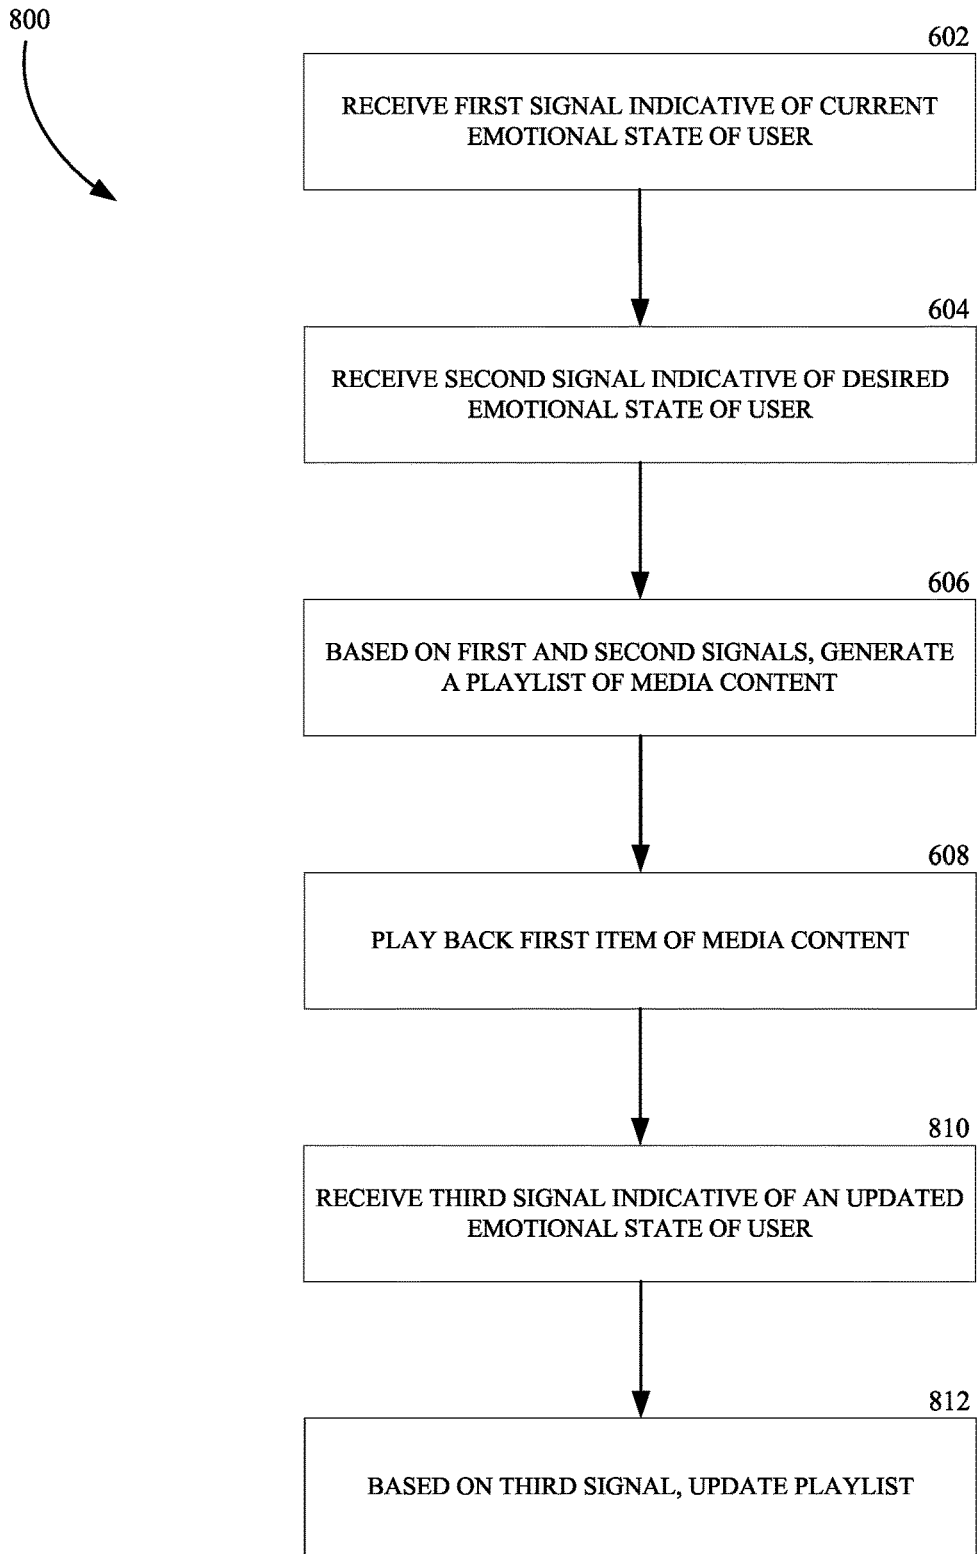 800
602
RECEIVE FIRST SIGNAL INDICATIVE OF CURRENT
EMOTIONAL STATE OF USER
604
RECEIVE SECOND SIGNAL INDICATIVE OF DESIRED
EMOTIONAL STATE OF USER
606
BASED ON FIRST AND SECOND SIGNALS, GENERATE
A PLAYLIST OF MEDIA CONTENT
608
PLAY BACK FIRST ITEM OF MEDIA CONTENT
810
RECEIVE THIRD SIGNAL INDICATIVE OF AN UPDATED
EMOTIONAL STATE OF USER
812
BASED ON THIRD SIGNAL, UPDATE PLAYLIST